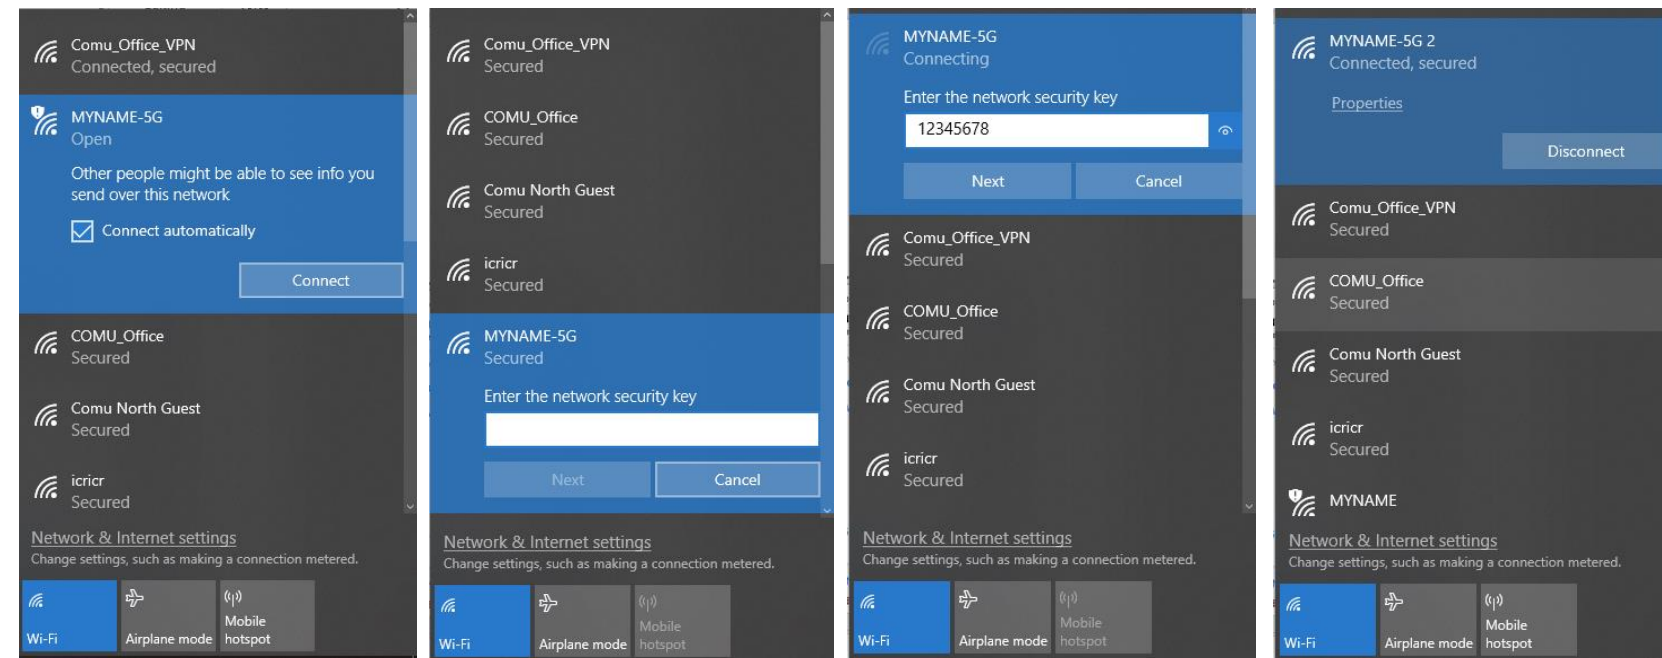 Comu_Office_VPN
Connected, secured
MYNAME-5G
Open
Other people might be able to see info you
send over this network
Connect automatically
Connect
COMU_Office
Secured
Comu North Guest
Secured
icricr
Secured
Network & Internet settings
Change settings, such as making a connection metered.
Wi-Fi
Airplane mode
Mobile
hotspot
Comu_Office_VPN
Secured
COMU_Office
Secured
Comu North Guest
Secured
icricr
Secured
MYNAME-5G
Secured
Enter the network security key
Next
Cancel
Network & Internet settings
Change settings, such as making a connection metered.
Wi-Fi
Airplane mode
Mobile
hotspot
MYNAME-5G
Connecting
Enter the network security key
12345678
Next
Cancel
Comu_Office_VPN
Secured
COMU_Office
Secured
Comu North Guest
Secured
icricr
Secured
Network & Internet settings
Change settings, such as making a connection metered.
Wi-Fi
Airplane mode
Mobile
hotspot
MYNAME-5G 2
Connected, secured
Properties
Disconnect
Comu_Office_VPN
Secured
COMU_Office
Secured
Comu North Guest
Secured
icricr
Secured
MYNAME
Network & Internet settings
Change settings, such as making a connection metered.
Wi-Fi
Airplane mode
Mobile
hotspot